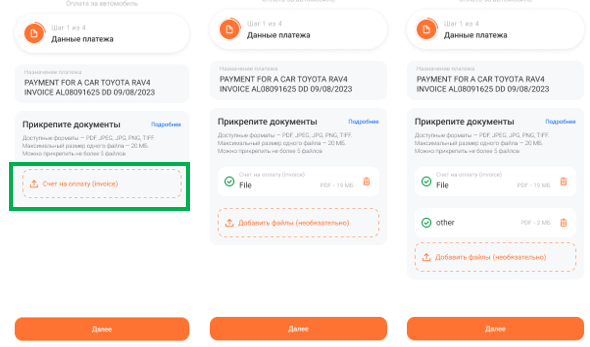 Оплата за автомобиль
Шаг 1 из 4
Данные платежа
Назначение платежа
PAYMENT FOR A CAR TOYOTA RAV4
INVOICE AL08091625 DD 09/08/2023
Прикрепите документы Подробнее
Доступные форматы — PDF, JPEG, JPG, PNG, TIFF.
Максимальный размер одного файла — 20 МБ.
Можно прикрепить не более 5 файлов
Счет на оплату (invoice)
Далее
Оплата за автомобиль
Шаг 1 из 4
Данные платежа
Назначение платежа
PAYMENT FOR A CAR TOYOTA RAV4
INVOICE AL08091625 DD 09/08/2023
Прикрепите документы Подробнее
Доступные форматы — PDF, JPEG, JPG, PNG, TIFF.
Максимальный размер одного файла — 20 МБ.
Можно прикрепить не более 5 файлов
Счет на оплату (invoice)
File PDF - 19 МБ
Добавить файлы (необязательно)
Далее
Оплата за автомобиль
Шаг 1 из 4
Данные платежа
Назначение платежа
PAYMENT FOR A CAR TOYOTA RAV4
INVOICE AL08091625 DD 09/08/2023
Прикрепите документы Подробнее
Доступные форматы — PDF, JPEG, JPG, PNG, TIFF.
Максимальный размер одного файла — 20 МБ.
Можно прикрепить не более 5 файлов
Счет на оплату (invoice)
File PDF - 19 МБ
other PDF - 3 МБ
Добавить файлы (необязательно)
Далее